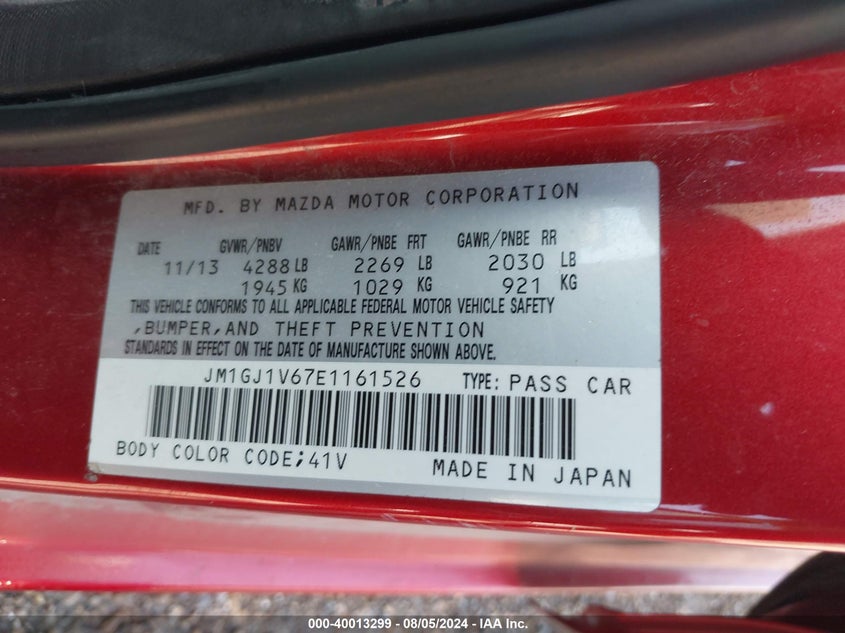 MFD. BY MAZDA MOTOR CORPORATION
DATE GVWR/PNBV GAWR/PNBE FRT GAWR/PNBE RR
11/13 4288 LB 2269 LB 2030 LB
1945 KG 1029 KG 921 KG
THIS VEHICLE CONFORMS TO ALL APPLICABLE FEDERAL MOTOR VEHICLE SAFETY
,BUMPER,AND THEFT PREVENTION
STANDARDS IN EFFECT ON THE DATE OF MANUFACTURE SHOWN ABOVE.
JM1GJ1V67E1161526 TYPE: PASS CAR
BODY COLOR CODE;41V MADE IN JAPAN
000-40013299 - 08/05/2024 - IAA Inc.